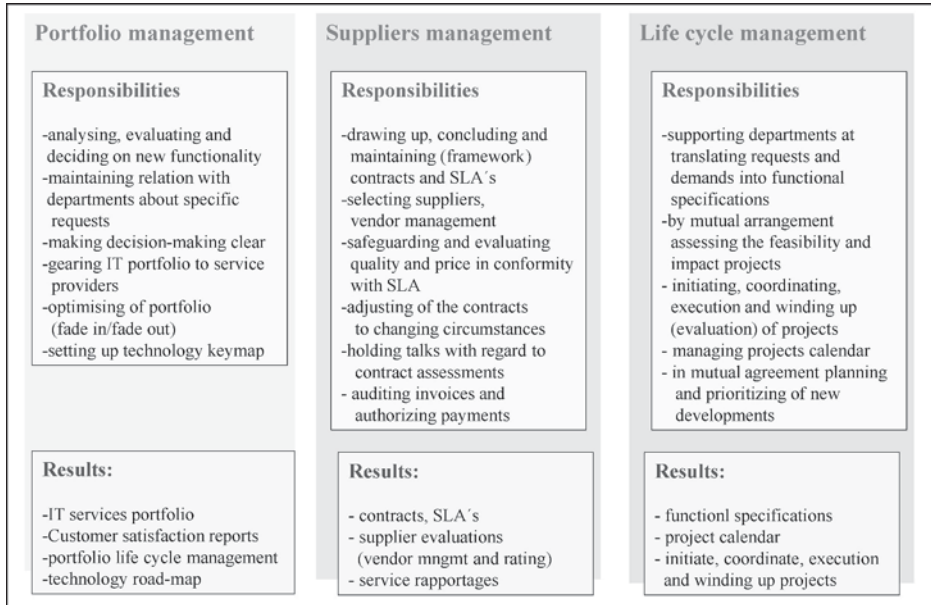 Portfolio management
Responsibilities
-analysing, evaluating and
deciding on new functionality
-maintaining relation with
departments about specific
requests
-making decision-making clear
-gearing IT portfolio to service
providers
-optimising of portfolio
(fade in/fade out)
-setting up technology keymap
Results:
-IT services portfolio
-Customer satisfaction reports
-portfolio life cycle management
-technology road-map
Suppliers management
Responsibilities
-drawing up, concluding and
maintaining (framework)
contracts and SLA´s
-selecting suppliers,
vendor management
-safeguarding and evaluating
quality and price in conformity
with SLA
-adjusting of the contracts
to changing circumstances
-holding talks with regard to
contract assessments
- auditing invoices and
authorizing payments
Results:
- contracts, SLA´s
- supplier evaluations
(vendor mngmt and rating)
- service rapportages
Life cycle management
Responsibilities
-supporting departments at
translating requests and
demands into functional
specifications
-by mutual arrangement
assessing the feasibility and
impact projects
- initiating, coordinating,
execution and winding up
(evaluation) of projects
- managing projects calendar
- in mutual agreement planning
and prioritizing of new
developments
Results:
- functionl specifications
- project calendar
- initiate, coordinate, execution
and winding up projects